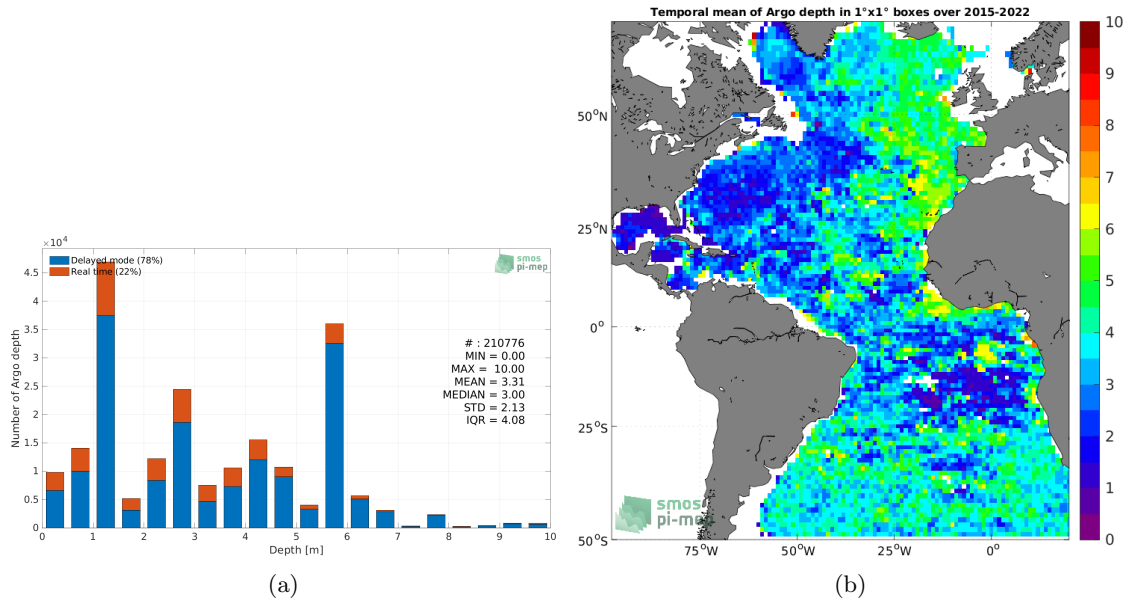 ×10⁴
Delayed mode (78%)
Real time (22%)
smos
pi-mep
4.5
4
3.5
3
2.5
2
1.5
1
0.5
0
Number of Argo depth
# : 210776
MIN = 0.00
MAX = 10.00
MEAN = 3.31
MEDIAN = 3.00
STD = 2.13
IQR = 4.08
0 1 2 3 4 5 6 7 8 9 10
Depth [m]
(a)
Temporal mean of Argo depth in 1°x1° boxes over 2015-2022
50°N
25°N
0°
25°S
50°S
75°W 50°W 25°W 0°
smos
pi-mep
10
9
8
7
6
5
4
3
2
1
0
(b)